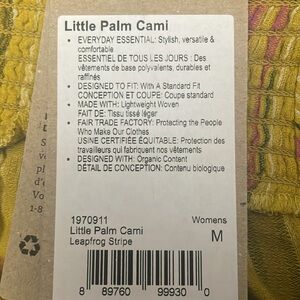 Little Palm Cami
• EVERYDAY ESSENTIAL: Stylish, versatile &
comfortable
ESSENTIEL DE TOUS LES JOURS : Des
vêtements de base polyvalents, durables et
raffinés
• DESIGNED TO FIT: With A Standard Fit
CONCEPTION ET COUPE: Coupe standard
• MADE WITH: Lightweight Woven
FAIT DE: Tissu tissé léger
• FAIR TRADE FACTORY: Protecting the People
Who Make Our Clothes
USINE CERTIFIÉE ÉQUITABLE: Protection des
travailleurs qui fabriquent nos vêtements
• DESIGNED WITH: Organic Content
DÉTAIL DE CONCEPTION: Contenu biologique
1970911 Womens
Little Palm Cami M
Leapfrog Stripe
8 89760 99930 0
1-8